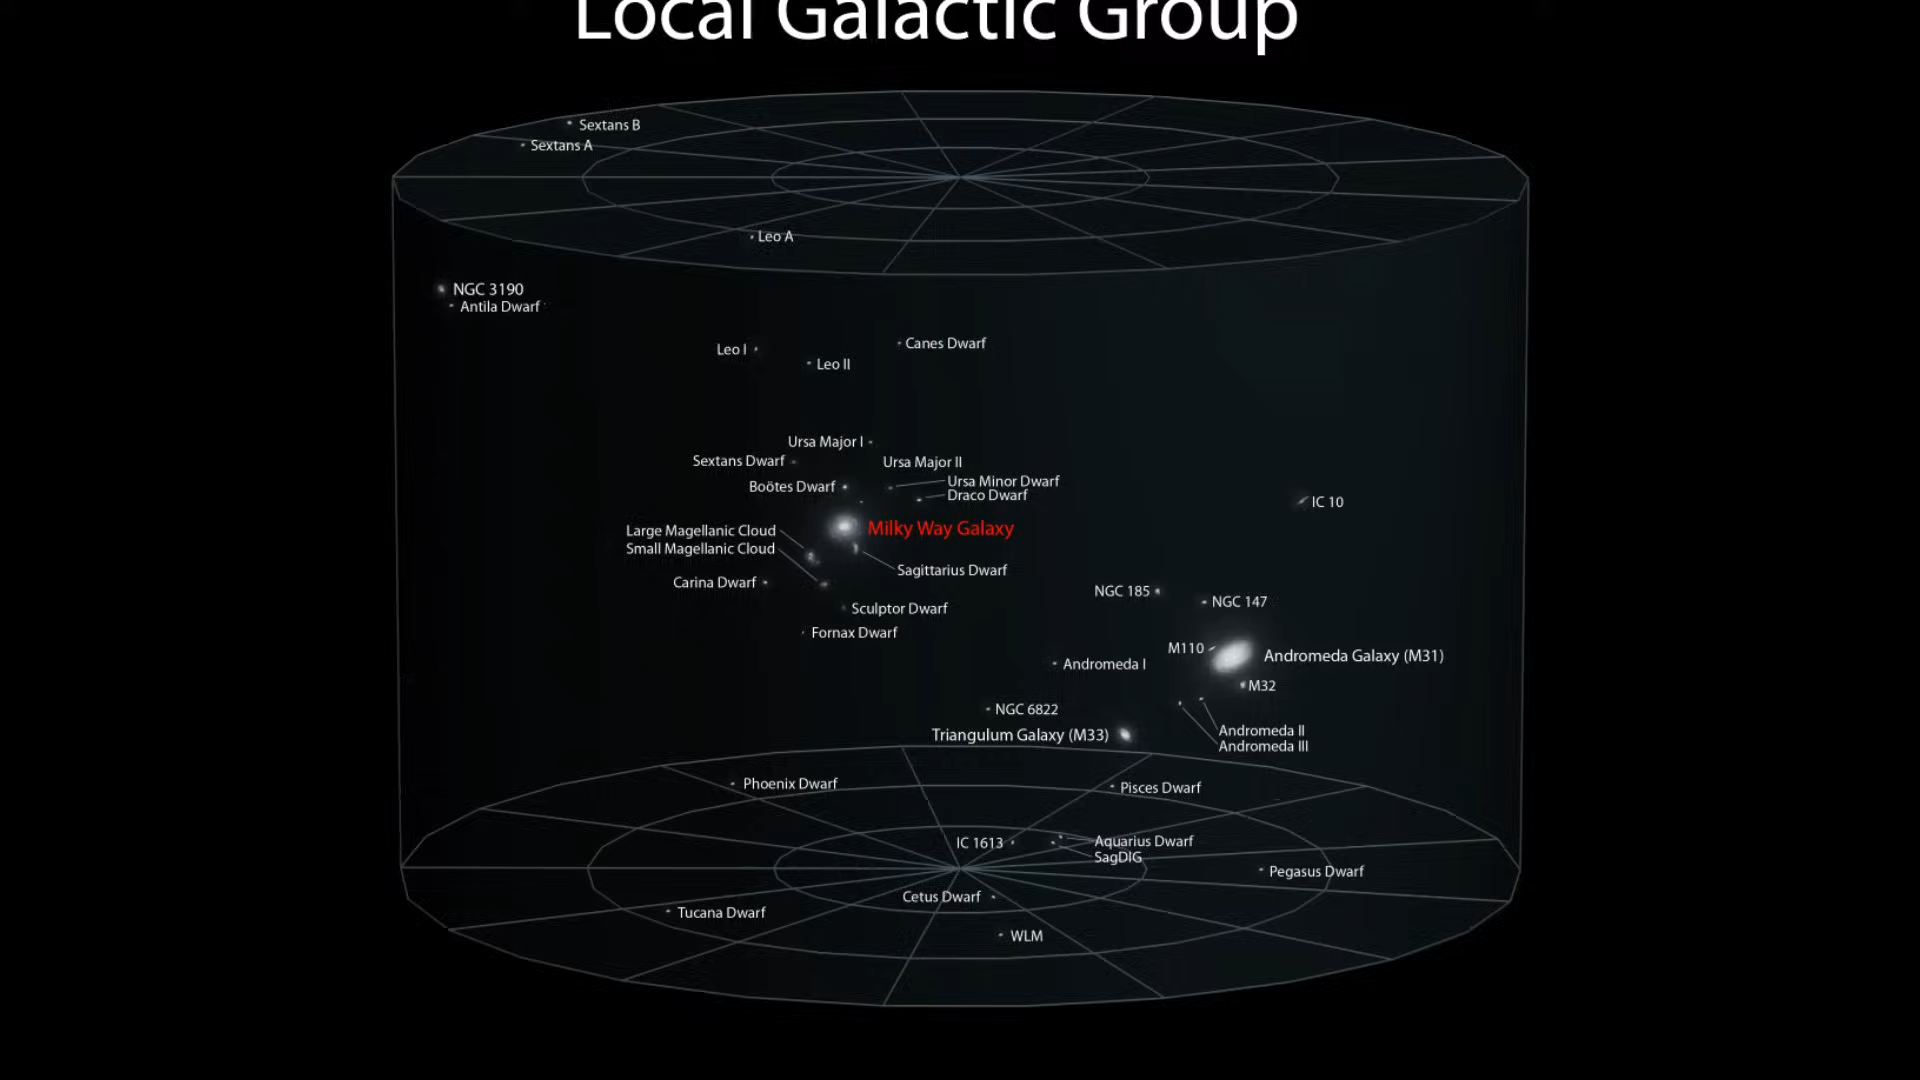 Local Galactic Group
Sextans B
Sextans A
Leo A
NGC 3190
Antila Dwarf
Canes Dwarf
Leo I
Leo II
Ursa Major I
Sextans Dwarf
Ursa Major II
Ursa Minor Dwarf
Boötes Dwarf
Draco Dwarf
IC 10
Milky Way Galaxy
Large Magellanic Cloud
Small Magellanic Cloud
Sagittarius Dwarf
Carina Dwarf
NGC 185
NGC 147
Sculptor Dwarf
Fornax Dwarf
M110
Andromeda Galaxy (M31)
Andromeda I
M32
NGC 6822
Andromeda II
Triangulum Galaxy (M33)
Andromeda III
Phoenix Dwarf
Pisces Dwarf
IC 1613
Aquarius Dwarf
SagDIG
Pegasus Dwarf
Cetus Dwarf
Tucana Dwarf
WLM